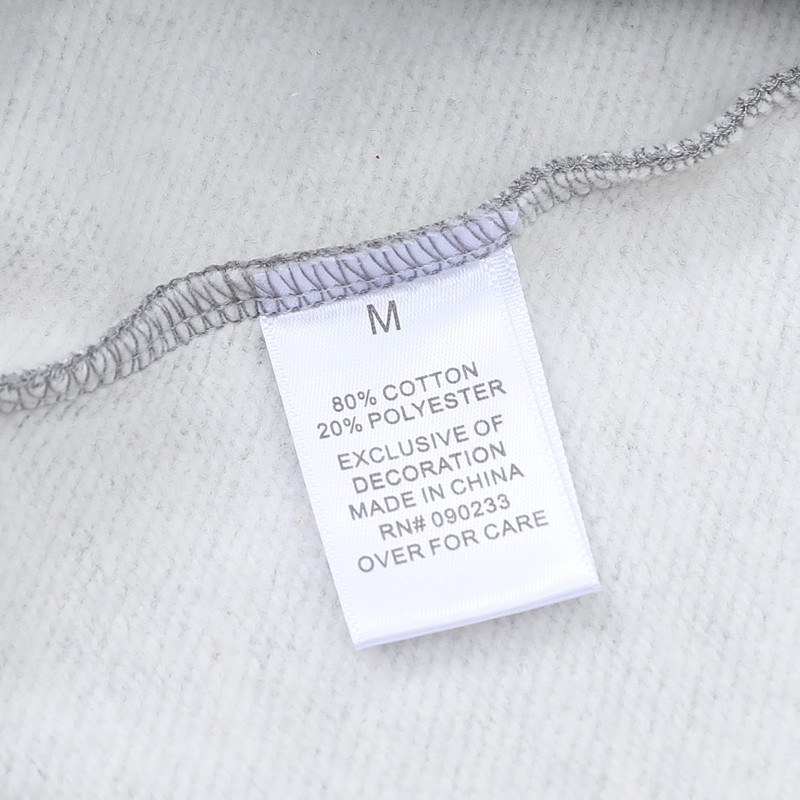 M
80% COTTON
20% POLYESTER
EXCLUSIVE OF
DECORATION
MADE IN CHINA
RN# 090233
OVER FOR CARE